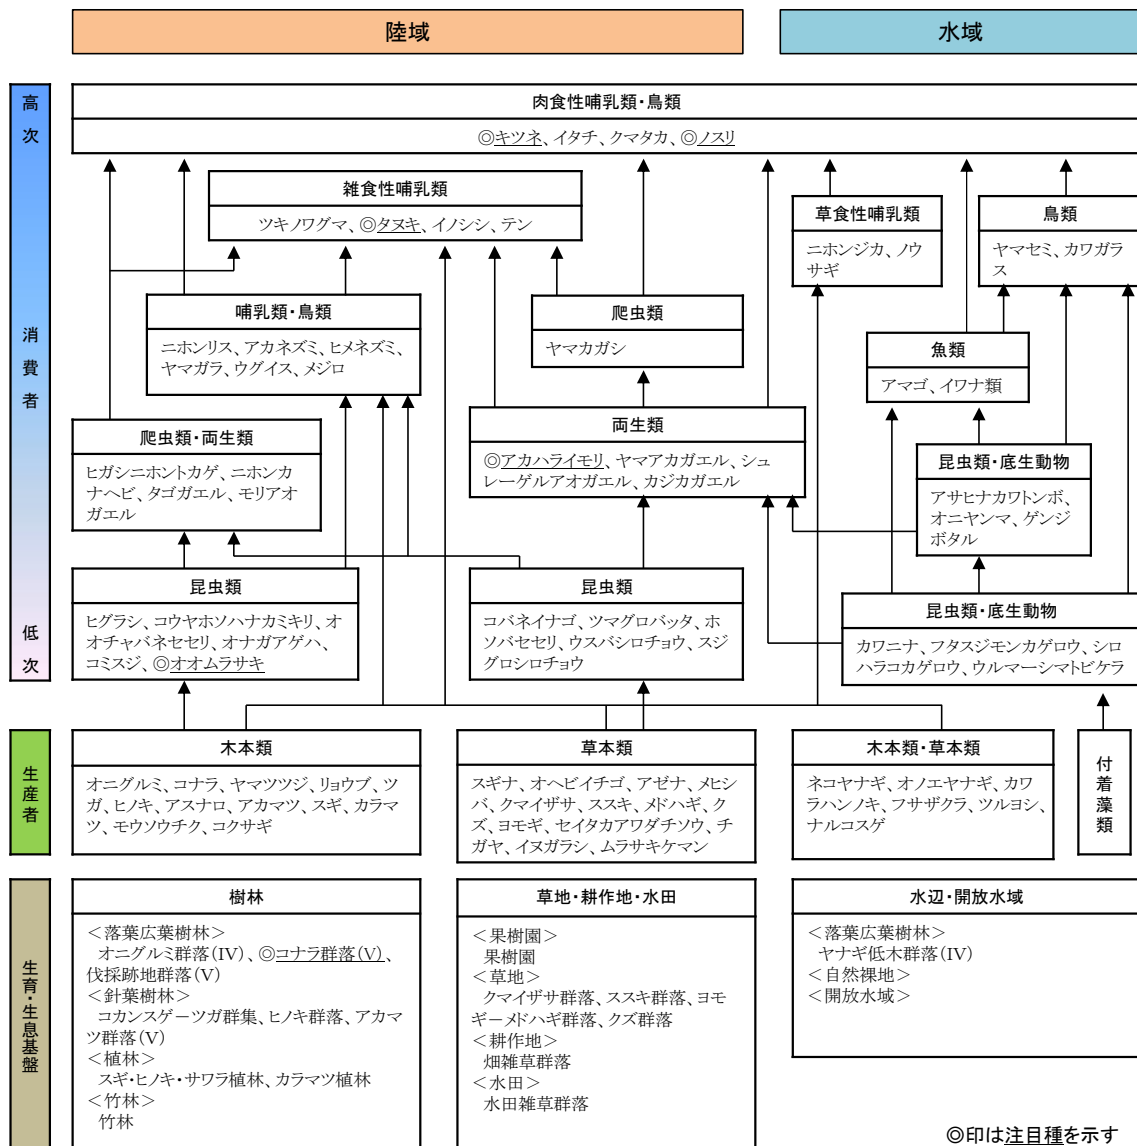 陸域
水域
高次
消費者
低次
肉食性哺乳類・鳥類
◎キツネ、イタチ、クマタカ、◎ノスリ
雑食性哺乳類
ツキノワグマ、◎タヌキ、イノシシ、テン
草食性哺乳類
ニホンジカ、ノウ
サギ
鳥類
ヤマセミ、カワガラ
ス
哺乳類・鳥類
ニホンリス、アカネズミ、ヒメネズミ、
ヤマガラ、ウグイス、メジロ
爬虫類
ヤマカガシ
魚類
アマゴ、イワナ類
爬虫類・両生類
ヒガシニホントカゲ、ニホンカ
ナヘビ、タゴガエル、モリアオ
ガエル
両生類
◎アカハライモリ、ヤマアカガエル、シュ
レーゲルアオガエル、カジカガエル
昆虫類・底生動物
アサヒナカワトンボ、
オニヤンマ、ゲンジ
ボタル
昆虫類
ヒグラシ、コウヤホソハナカミキリ、オ
オチャバネセセリ、オナガアゲハ、
コミスジ、◎オオムラサキ
昆虫類
コバネイナゴ、ツマグロバッタ、ホ
ソバセセリ、ウスバシロチョウ、スジ
グロシロチョウ
昆虫類・底生動物
カワニナ、フタスジモンカゲロウ、シロ
ハラコカゲロウ、ウルマーシマトビケラ
生産者
木本類
オニグルミ、コナラ、ヤマツツジ、リョウブ、ツ
ガ、ヒノキ、アスナロ、アカマツ、スギ、カラマ
ツ、モウソウチク、コクサギ
草本類
スギナ、オヘビイチゴ、アゼナ、メヒシ
バ、クマイザサ、ススキ、メドハギ、ク
ズ、ヨモギ、セイタカアワダチソウ、チ
ガヤ、イヌガラシ、ムラサキケマン
木本類・草本類
ネコヤナギ、オノエヤナギ、カワ
ラハンノキ、フサザクラ、ツルヨシ、
ナルコスゲ
付着藻類
生育・生息基盤
樹林
＜落葉広葉樹林＞
オニグルミ群落(Ⅳ)、◎コナラ群落(Ⅴ)、
伐採跡地群落(Ⅴ)
＜針葉樹林＞
コカンスゲーツガ群集、ヒノキ群落、アカマ
ツ群落(Ⅴ)
＜植林＞
スギ・ヒノキ・サワラ植林、カラマツ植林
＜竹林＞
竹林
草地・耕作地・水田
＜果樹園＞
果樹園
＜草地＞
クマイザサ群落、ススキ群落、ヨモ
ギーメドハギ群落、クズ群落
＜耕作地＞
畑雑草群落
＜水田＞
水田雑草群落
水辺・開放水域
＜落葉広葉樹林＞
ヤナギ低木群落(Ⅳ)
＜自然裸地＞
＜開放水域＞
◎印は注目種を示す